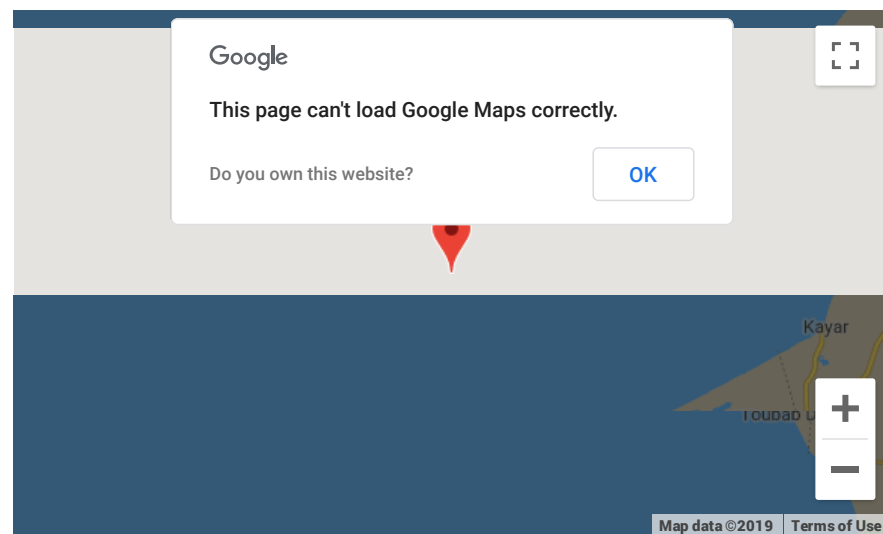 Google
This page can't load Google Maps correctly.
Do you own this website?
OK
Kayar
Toubab
Map data ©2019
Terms of Use